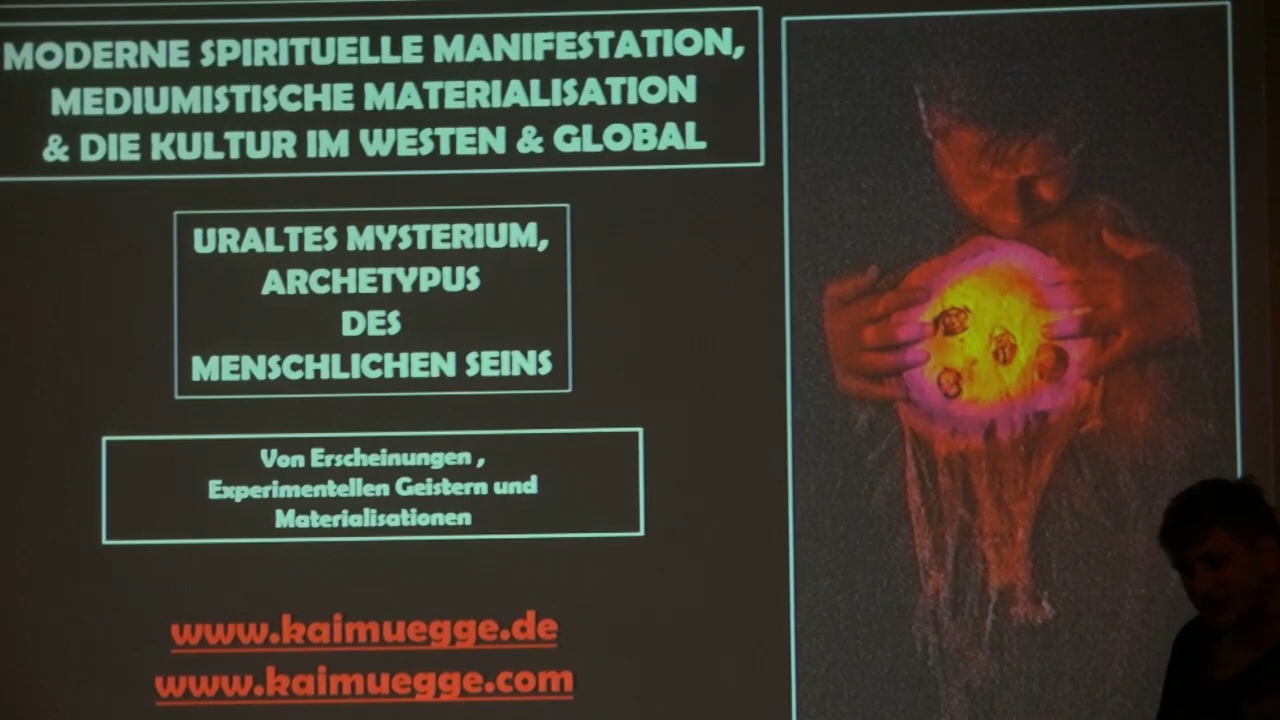 MODERNE SPIRITUELLE MANIFESTATION,
MEDIUMISTISCHE MATERIALISATION
& DIE KULTUR IM WESTEN & GLOBAL
URALTES MYSTERIUM,
ARCHETYPUS
DES
MENSCHLICHEN SEINS
Von Erscheinungen ,
Experimentellen Geistern und
Materialisationen
www.kaimuegge.de
www.kaimuegge.com